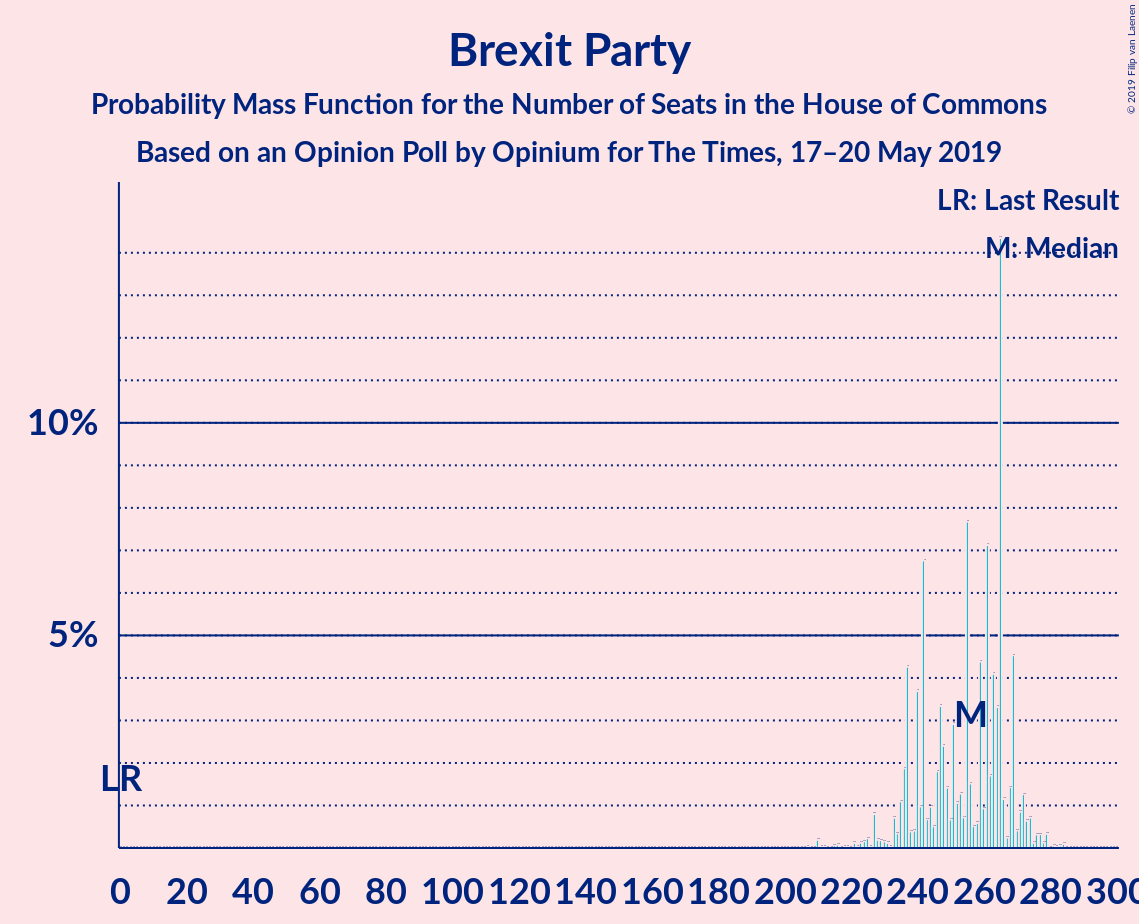 Brexit Party
Probability Mass Function for the Number of Seats in the House of Commons
Based on an Opinion Poll by Opinium for The Times, 17–20 May 2019
© 2019 Filip van Laenen
LR: Last Result
M: Median
10%
5%
M
LR
0 20 40 60 80 100 120 140 160 180 200 220 240 260 280 300